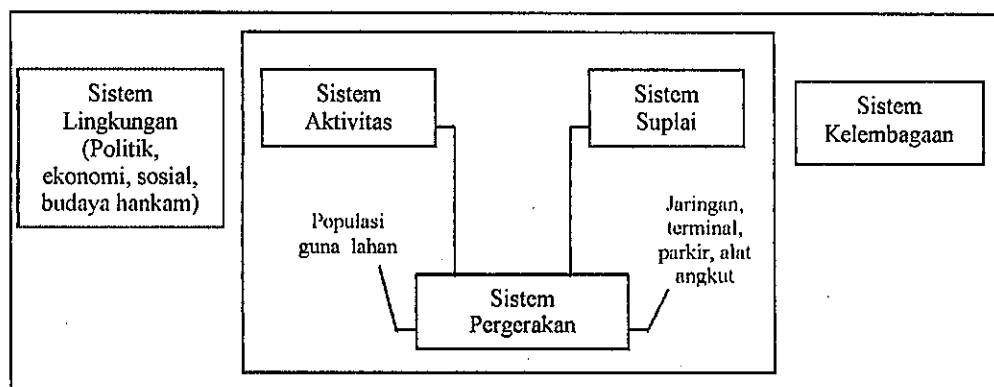 Sistem
Lingkungan
(Politik,
ekonomi, sosial,
budaya hankam)
Sistem
Aktivitas
Sistem
Suplai
Sistem
Kelembagaan
Populasi
guna lahan
Jaringan,
terminal,
parkir, alat
angkut
Sistem
Pergerakan